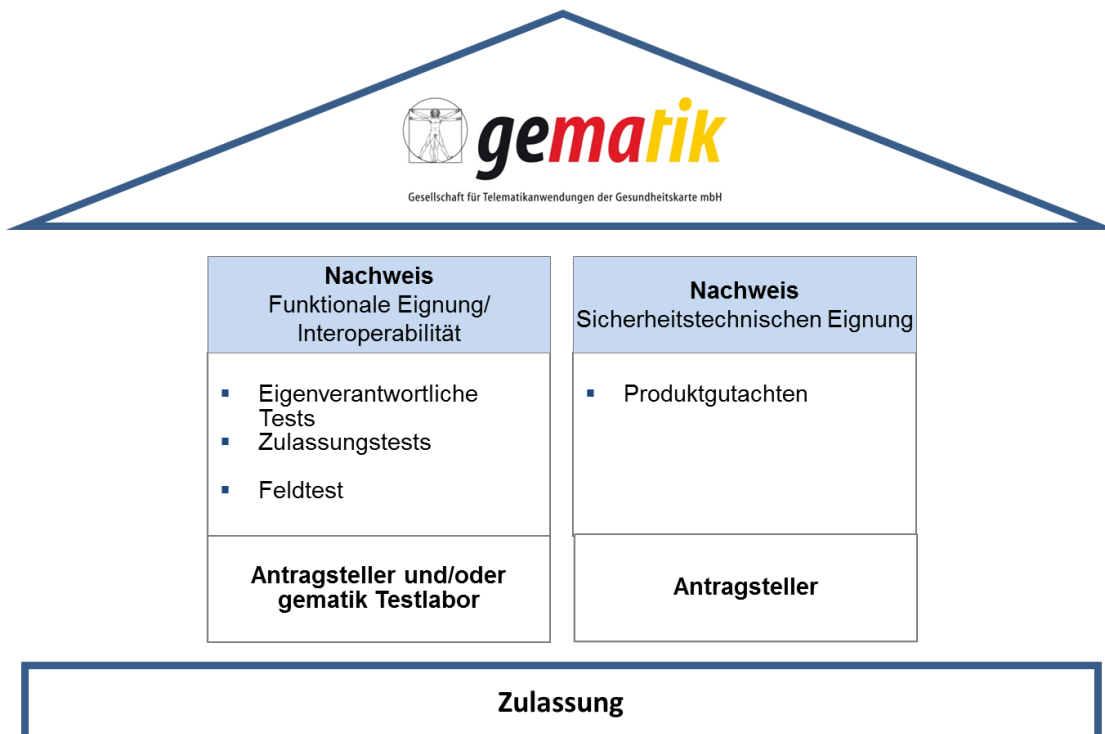 gematik
Gesellschaft für Telematikanwendungen der Gesundheitskarte mbH
Nachweis
Funktionale Eignung/
Interoperabilität
▪ Eigenverantwortliche
Tests
▪ Zulassungstests
▪ Feldtest
Antragsteller und/oder
gematik Testlabor
Nachweis
Sicherheitstechnischen Eignung
▪ Produktgutachten
Antragsteller
Zulassung